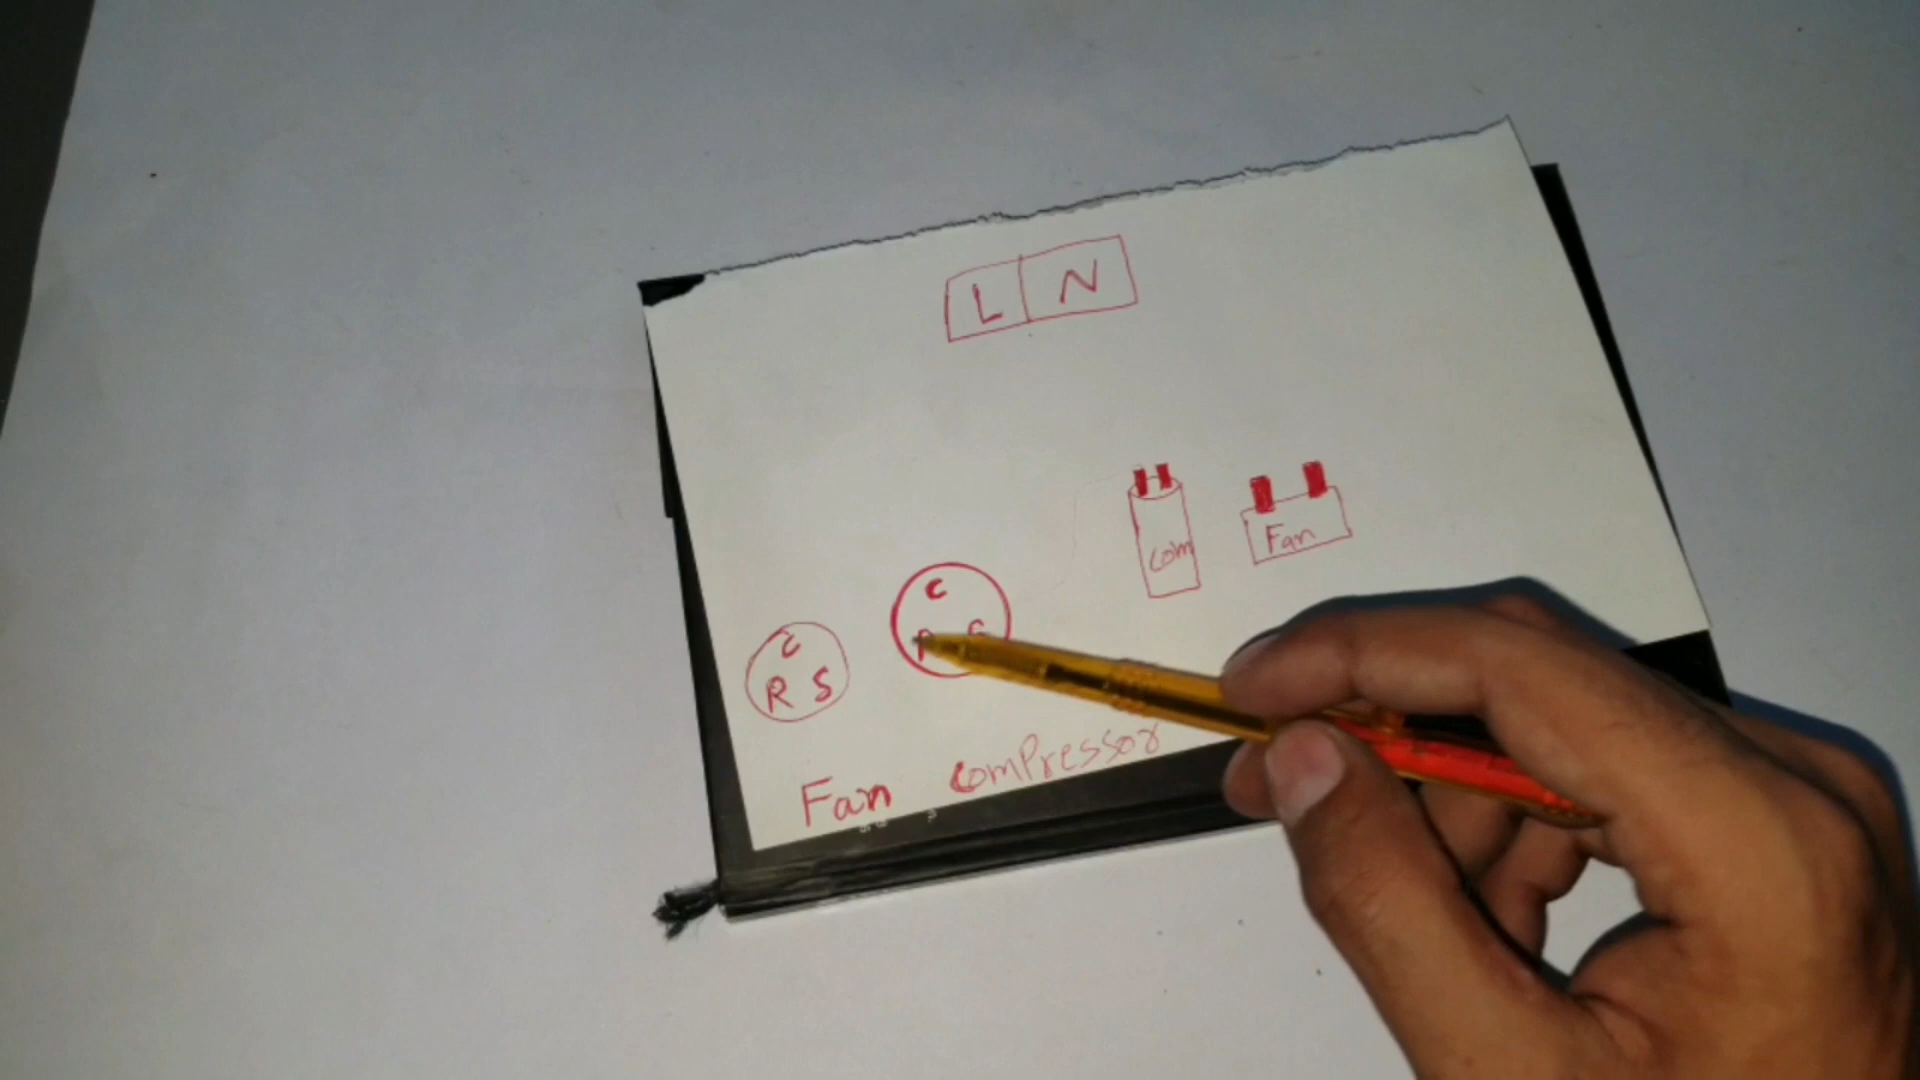 L N
Com Fan
C
R S
C
R S
Fan Compressor